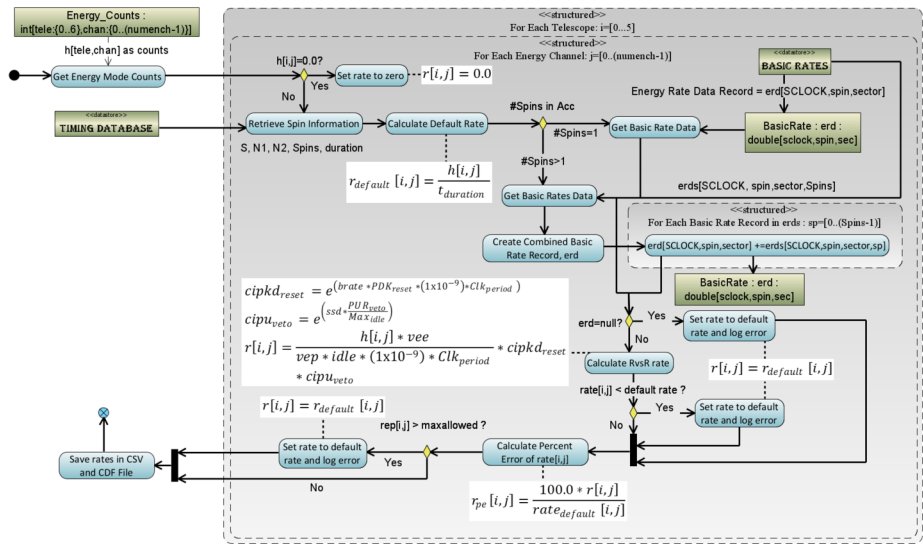 Energy_Counts :
int[tele:{0..6},chan:{0..(numench-1)}]
h[tele,chan] as counts
Get Energy Mode Counts
<<structured>>
For Each Telescope: i=[0...5]
<<structured>>
For Each Energy Channel: j=[0..(numench-1)]
h[i,j]=0.0?
Yes
No
Set rate to zero
r[i,j] = 0.0
<<datastore>>
BASIC RATES
Energy Rate Data Record = erd[SCLOCK,spin,sector]
BasicRate : erd :
double[sclock,spin,sec]
<<datastore>>
TIMING DATABASE
Retrieve Spin Information
S, N1, N2, Spins, duration
Calculate Default Rate
#Spins in Acc
#Spins=1
#Spins>1
Get Basic Rate Data
r_default [i,j] = h[i,j] / t_duration
Get Basic Rates Data
erds[SCLOCK, spin,sector,Spins]
<<structured>>
For Each Basic Rate Record in erds : sp=[0..(Spins-1)]
Create Combined Basic
Rate Record, erd
erd[SCLOCK,spin,sector] +=erds[SCLOCK,spin,sector,sp]
BasicRate : erd :
double[sclock,spin,sec]
cipkd_reset = e^(brate*PDK_reset*(1x10^-9)*Clk_period)
cipu_veto = e^(ssd*PUR_veto/Max_idle)
r[i,j] = h[i,j] * vee / vep * idle * (1x10^-9) * Clk_period * cipkd_reset
* cipu_veto
erd=null?
Yes
No
Set rate to default
rate and log error
Calculate RvsR rate
r[i,j] = r_default [i,j]
rate[i,j] < default rate ?
Yes
No
Set rate to default
rate and log error
r[i,j] = r_default [i,j]
rep[i,j] > maxallowed ?
Save rates in CSV
and CDF File
Set rate to default
rate and log error
Yes
No
Calculate Percent
Error of rate[i,j]
r_pe [i,j] = 100.0 * r[i,j] / rate_default [i,j]